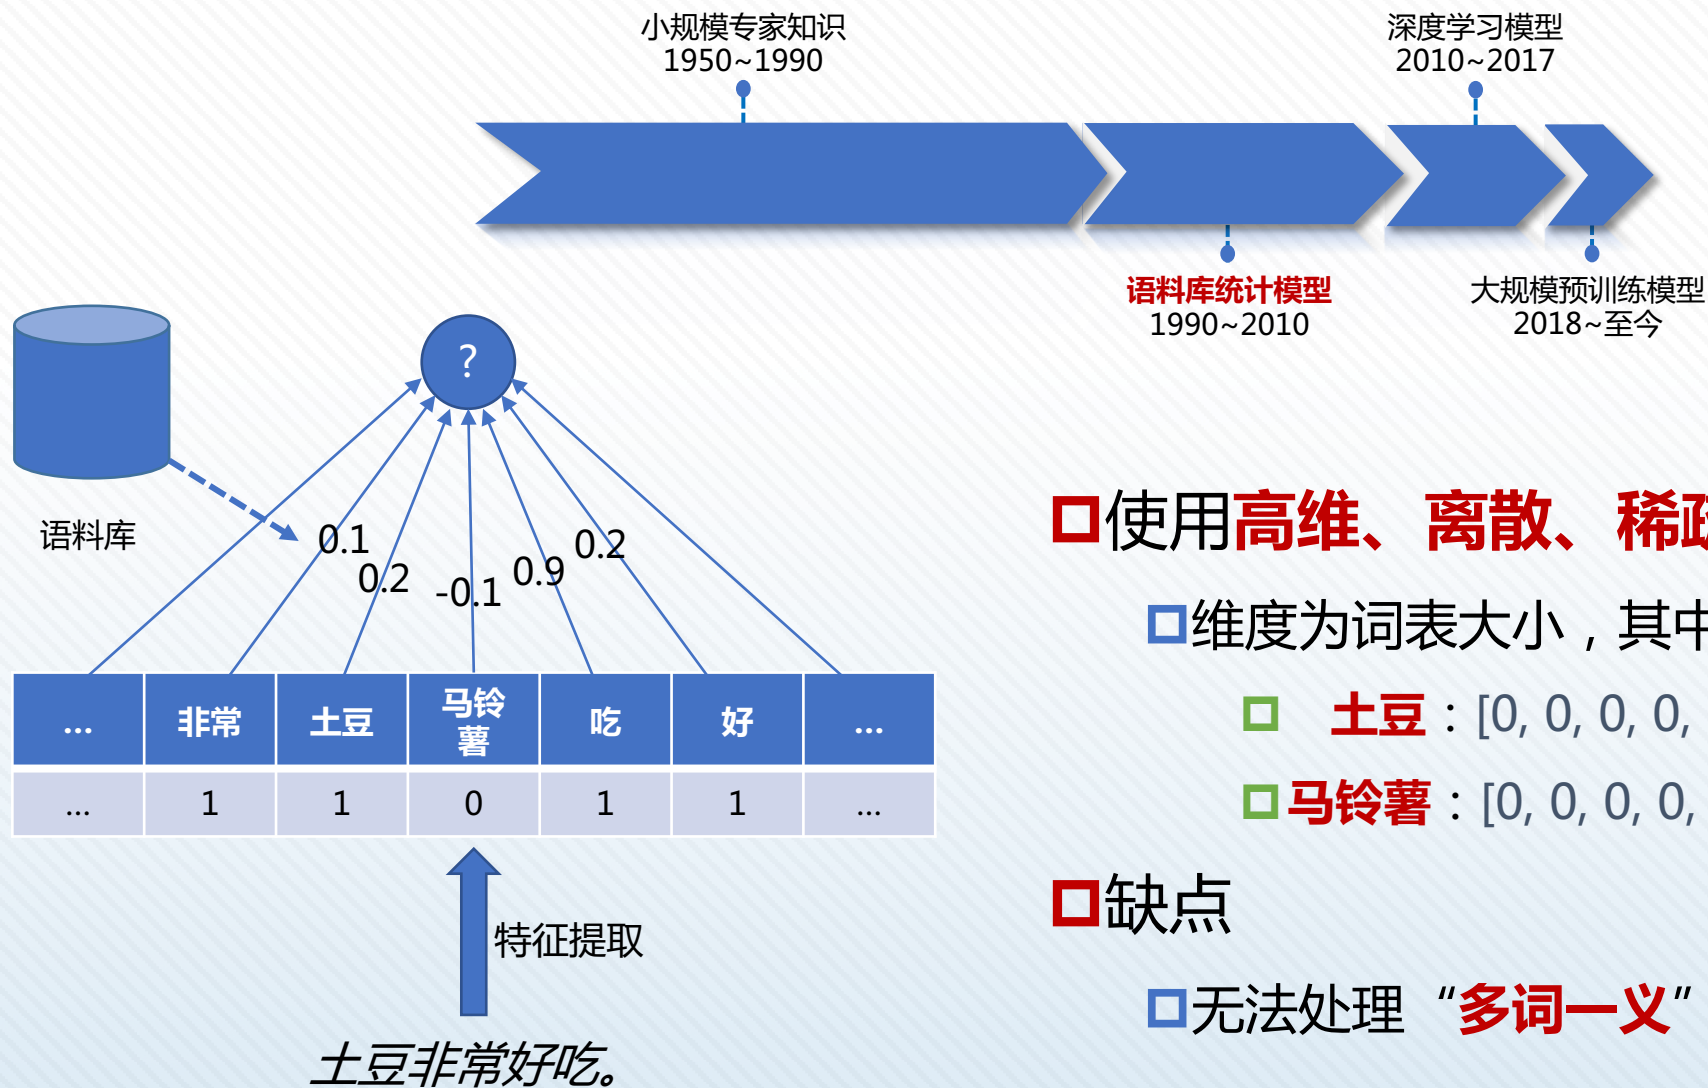 小规模专家知识
1950~1990
深度学习模型
2010~2017
语料库统计模型
1990~2010
大规模预训练模型
2018~至今
?
语料库
0.1
0.2
-0.1
0.9
0.2
... 非常 土豆 马铃薯 吃 好 ...
... 1 1 0 1 1 ...
特征提取
土豆非常好吃。
使用高维、离散、稀
维度为词表大小，其中
土豆：[0, 0, 0, 0,
马铃薯：[0, 0, 0, 0,
缺点
无法处理“多词一义”